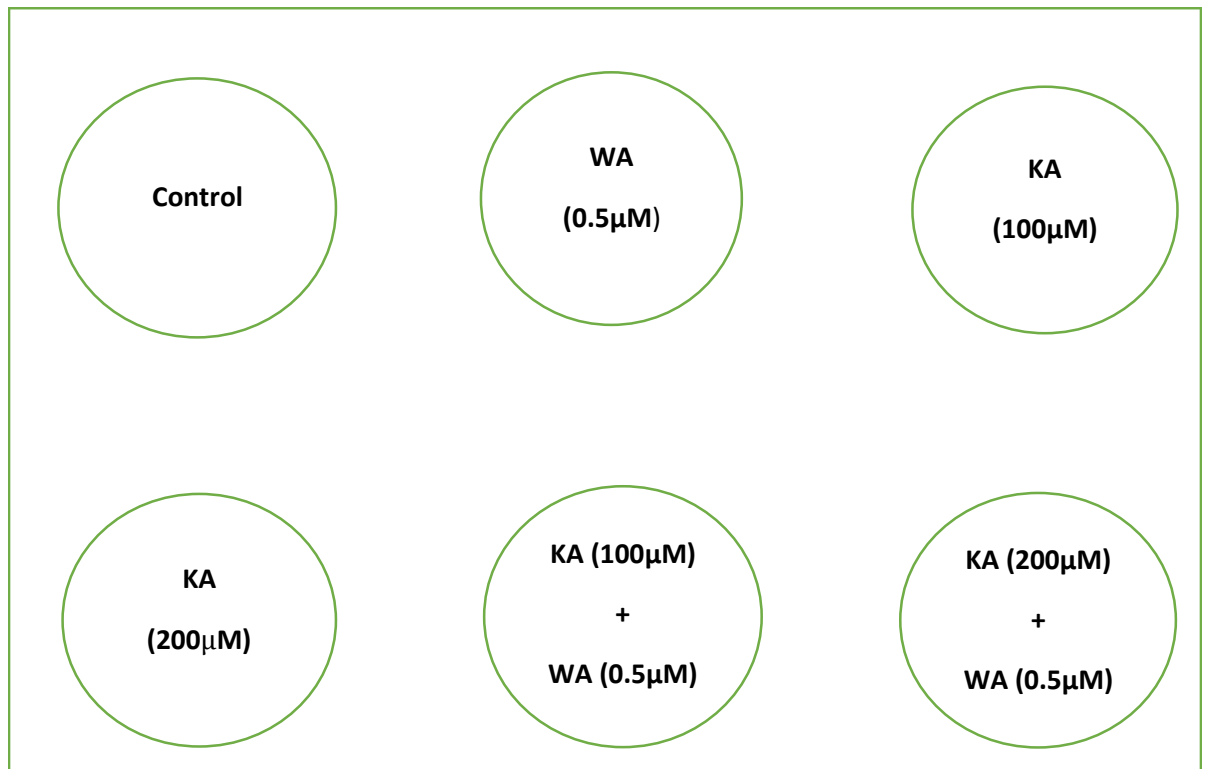 Control
WA
(0.5µM)
KA
(100µM)
KA
(200μM)
KA (100µM)
+
WA (0.5µM)
KA (200µM)
+
WA (0.5µM)